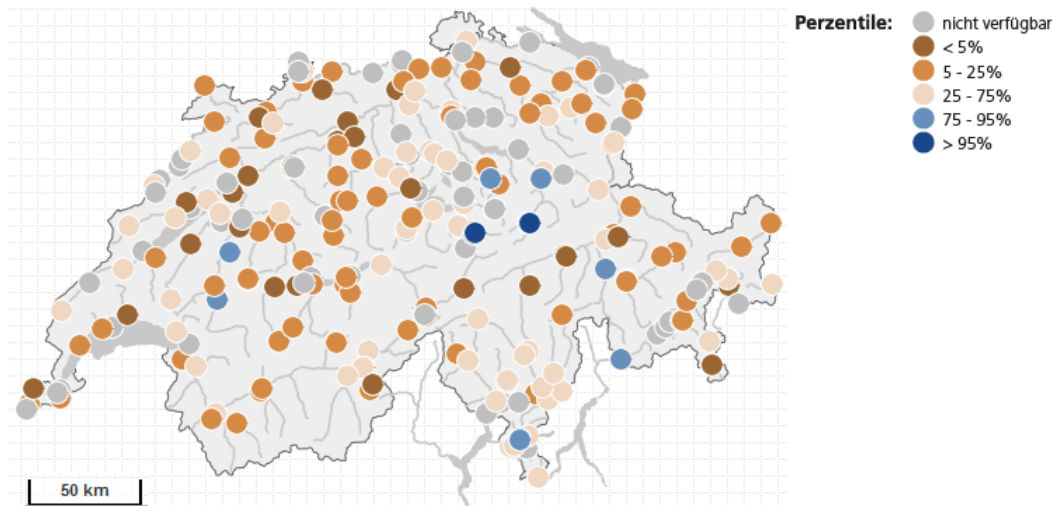 Perzentile:
nicht verfügbar
< 5%
5 - 25%
25 - 75%
75 - 95%
> 95%
50 km